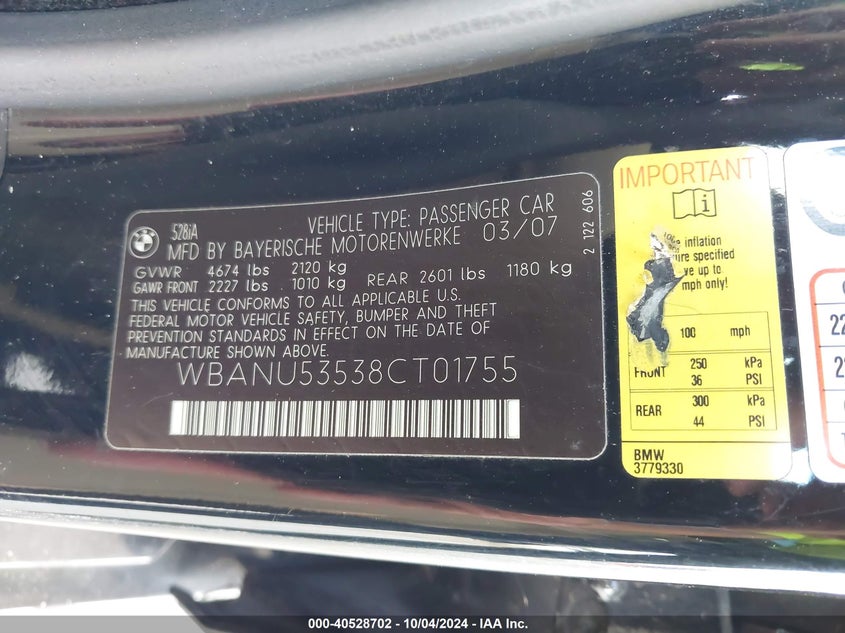 528iA
VEHICLE TYPE: PASSENGER CAR
MFD BY BAYERISCHE MOTORENWERKE 03/07
GVWR 4674 lbs 2120 kg
GAWR FRONT 2227 lbs 1010 kg REAR 2601 lbs 1180 kg
THIS VEHICLE CONFORMS TO ALL APPLICABLE U.S.
FEDERAL MOTOR VEHICLE SAFETY, BUMPER AND THEFT
PREVENTION STANDARDS IN EFFECT ON THE DATE OF
MANUFACTURE SHOWN ABOVE.
WBANU53538CT01755
2 122 606
IMPORTANT
inflation
specified
up to
mph only!
100 mph
FRONT 250 kPa
36 PSI
REAR 300 kPa
44 PSI
BMW
3779330
000-40528702 - 10/04/2024 - IAA Inc.